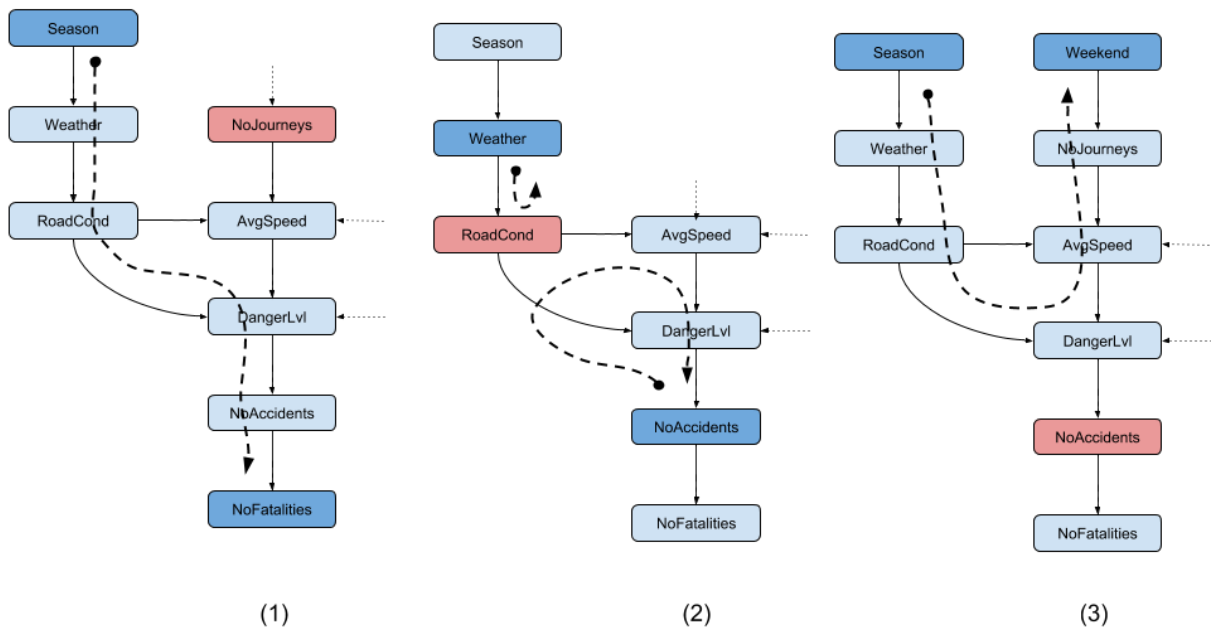 Season
Weather
NoJourneys
RoadCond
AvgSpeed
DangerLvl
NoAccidents
NoFatalities
(1)
Season
Weather
RoadCond
AvgSpeed
DangerLvl
NoAccidents
NoFatalities
(2)
Season
Weekend
Weather
NoJourneys
RoadCond
AvgSpeed
DangerLvl
NoAccidents
NoFatalities
(3)